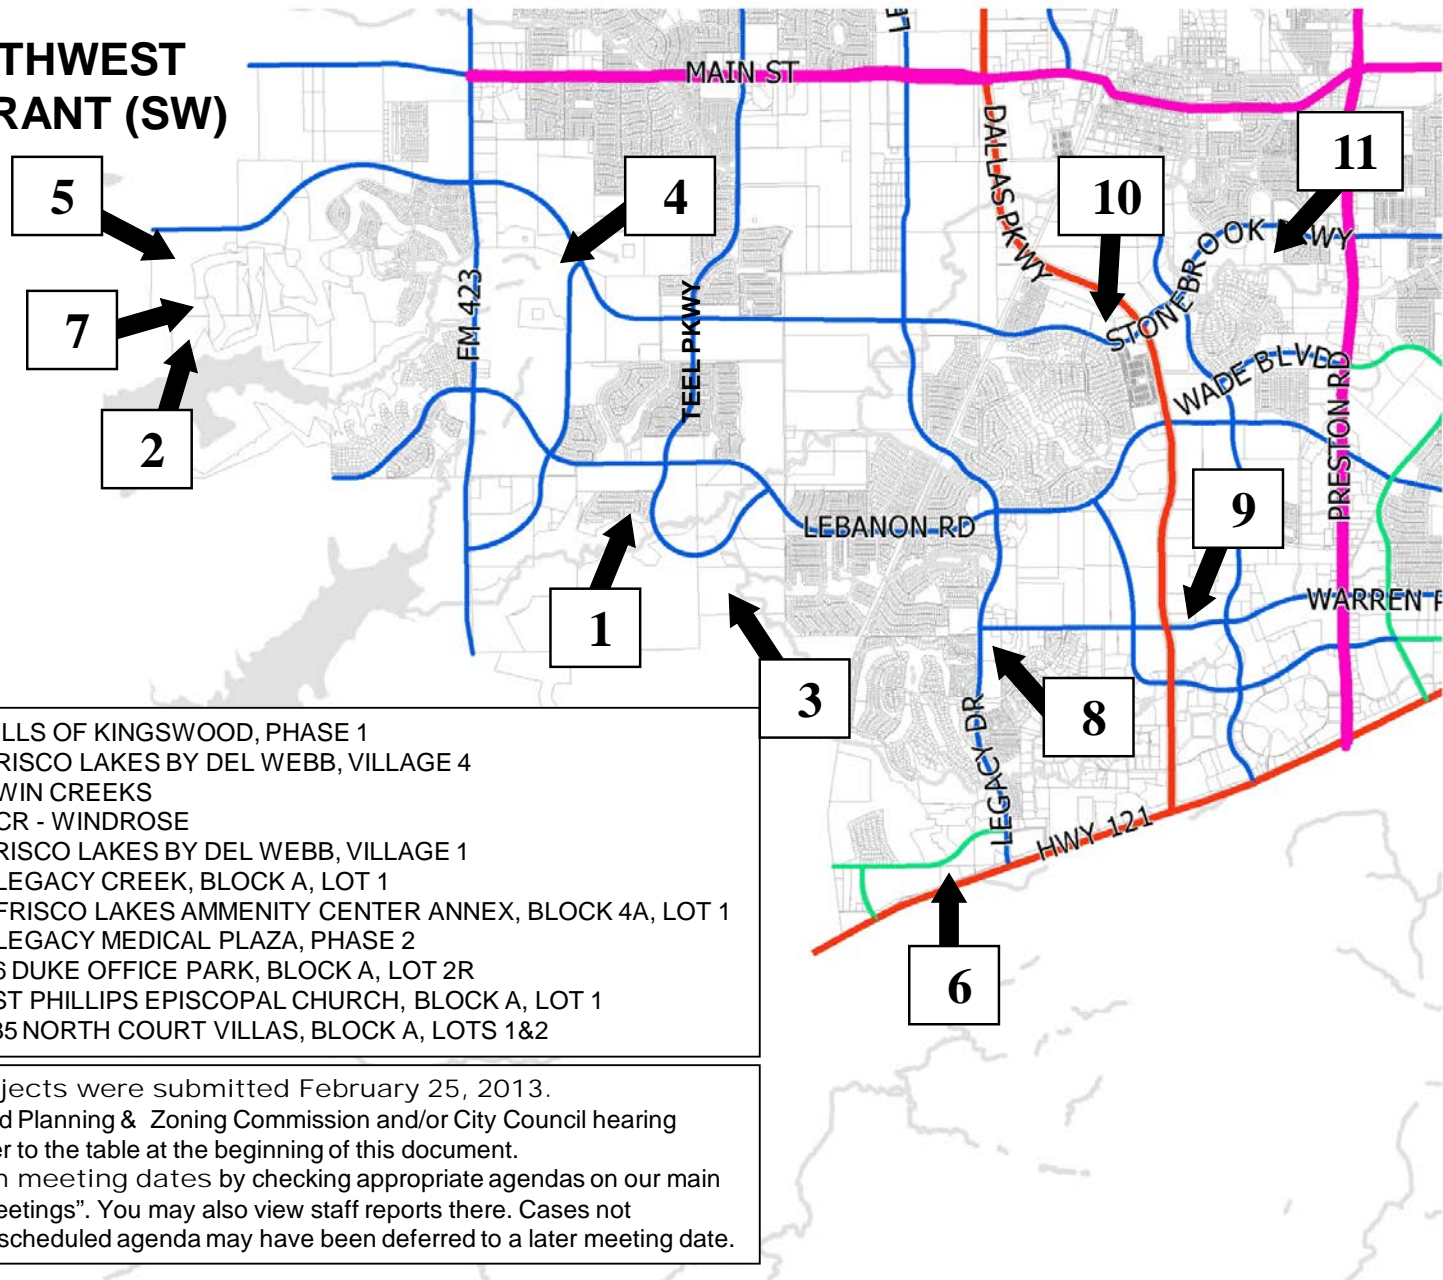 THWEST
RANT (SW)
MAIN ST
DALLAS PKWY
FM 423
TEEL PKWY
STONEBROOK WY
WADE BLVD
PRESTON RD
LEBANON RD
WARREN P
LEGACY DR
HWY 121
5
4
11
10
7
2
9
1
3
8
6
LLS OF KINGSWOOD, PHASE 1
RISCO LAKES BY DEL WEBB, VILLAGE 4
WIN CREEKS
CR - WINDROSE
RISCO LAKES BY DEL WEBB, VILLAGE 1
LEGACY CREEK, BLOCK A, LOT 1
FRISCO LAKES AMMENITY CENTER ANNEX, BLOCK 4A, LOT 1
LEGACY MEDICAL PLAZA, PHASE 2
6 DUKE OFFICE PARK, BLOCK A, LOT 2R
ST PHILLIPS EPISCOPAL CHURCH, BLOCK A, LOT 1
35 NORTH COURT VILLAS, BLOCK A, LOTS 1&2
jects were submitted February 25, 2013.
d Planning & Zoning Commission and/or City Council hearing
er to the table at the beginning of this document.
n meeting dates by checking appropriate agendas on our main
eetings”. You may also view staff reports there. Cases not
scheduled agenda may have been deferred to a later meeting date.